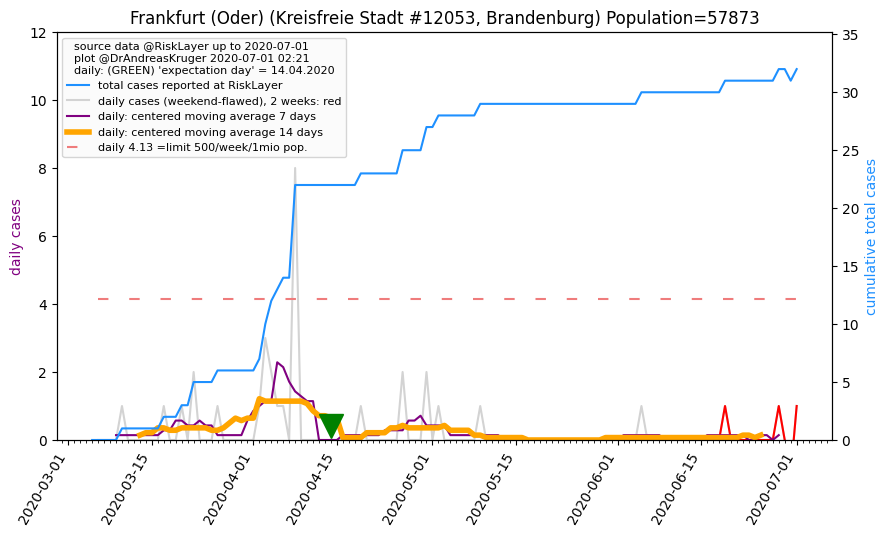 Frankfurt (Oder) (Kreisfreie Stadt #12053, Brandenburg) Population=57873
source data @RiskLayer up to 2020-07-01
plot @DrAndreasKruger 2020-07-01 02:21
daily: (GREEN) 'expectation day' = 14.04.2020
total cases reported at RiskLayer
daily cases (weekend-flawed), 2 weeks: red
daily: centered moving average 7 days
daily: centered moving average 14 days
daily 4.13 =limit 500/week/1mio pop.
daily cases
12
10
8
6
4
2
0
cumulative total cases
35
30
25
20
15
10
5
0
2020-03-01
2020-03-15
2020-04-01
2020-04-15
2020-05-01
2020-05-15
2020-06-01
2020-06-15
2020-07-01